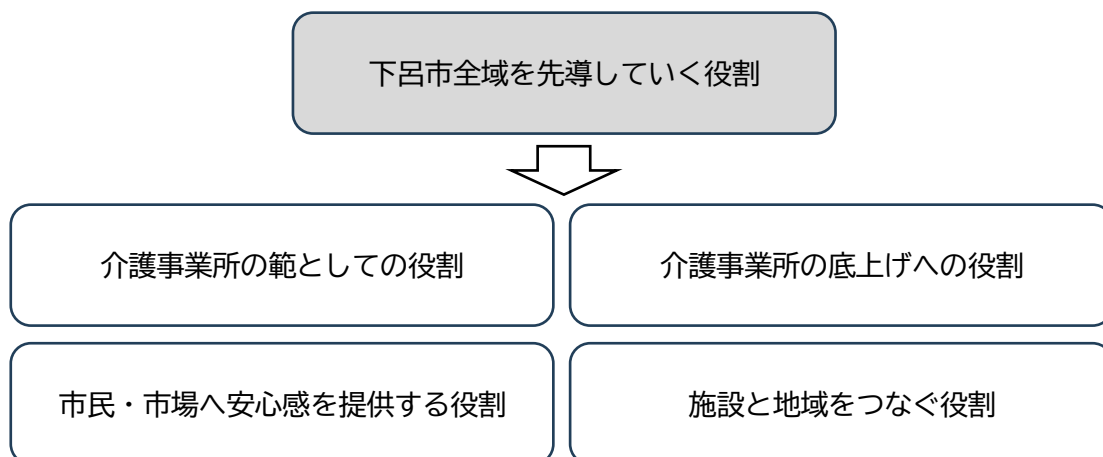 下呂市全域を先導していく役割
介護事業所の範としての役割
介護事業所の底上げへの役割
市民・市場へ安心感を提供する役割
施設と地域をつなぐ役割